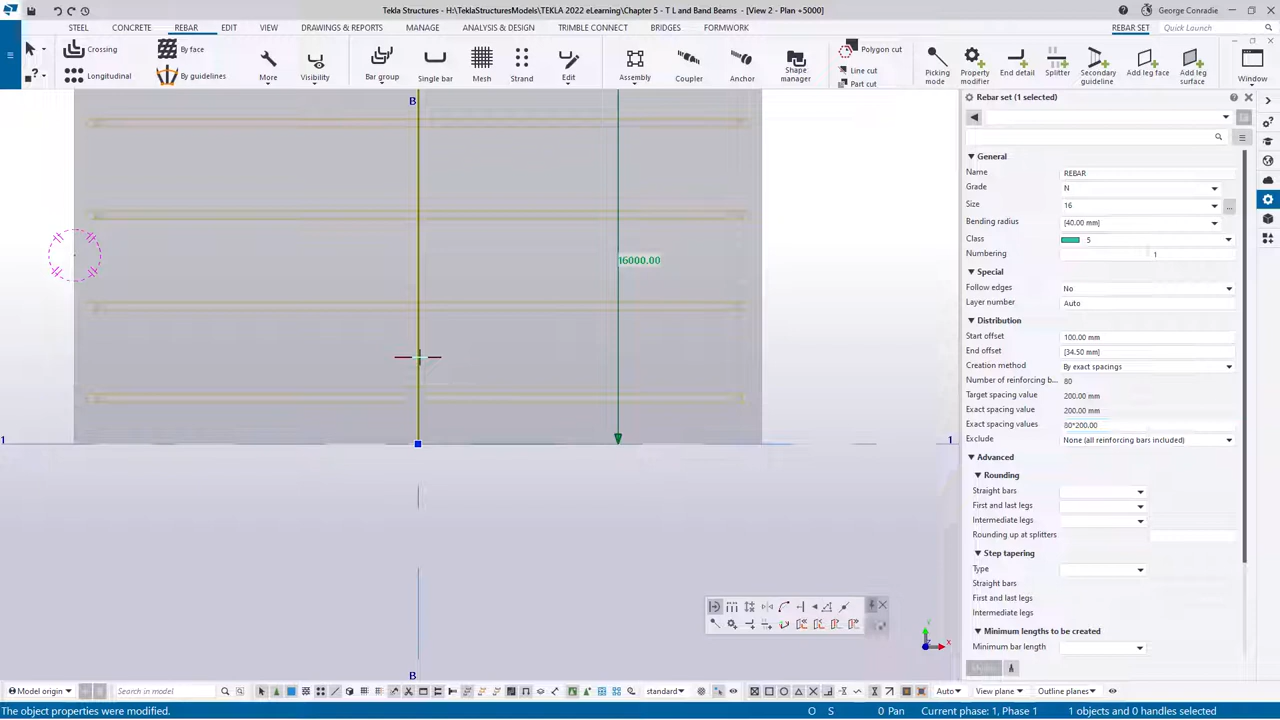 Tekla Structures - H:\TeklaStructuresModels\TEKLA 2022 eLearning\Chapter 5 - T L and Band Beams - [View 2 - Plan +5000]
George Conradie
STEEL CONCRETE REBAR EDIT VIEW DRAWINGS & REPORTS MANAGE ANALYSIS & DESIGN TRIMBLE CONNECT BRIDGES FORMWORK REBAR SET Quick Launch
Crossing
Longitudinal
By face
By guidelines
More
Visibility
Bar group
Single bar
Mesh
Strand
Edit
Assembly
Coupler
Anchor
Shape manager
Polygon cut
Line cut
Part cut
Picking mode
Property modifier
End detail
Splitter
Secondary guideline
Add leg face
Add leg surface
Window
B
16000.00
1
1
B
Rebar set (1 selected)
General
Name REBAR
Grade N
Size 16 ...
Bending radius [40.00 mm]
Class 5
Numbering 1
Special
Follow edges No
Layer number Auto
Distribution
Start offset 100.00 mm
End offset [34.50 mm]
Creation method By exact spacings
Number of reinforcing b... 80
Target spacing value 200.00 mm
Exact spacing value 200.00 mm
Exact spacing values 80*200.00
Exclude None (all reinforcing bars included)
Advanced
Rounding
Straight bars
First and last legs
Intermediate legs
Rounding up at splitters
Step tapering
Type
Straight bars
First and last legs
Intermediate legs
Minimum lengths to be created
Minimum bar length
Model origin Search in model standard Auto View plane Outline planes
The object properties were modified. O S 0 Pan Current phase: 1, Phase 1 1 objects and 0 handles selected